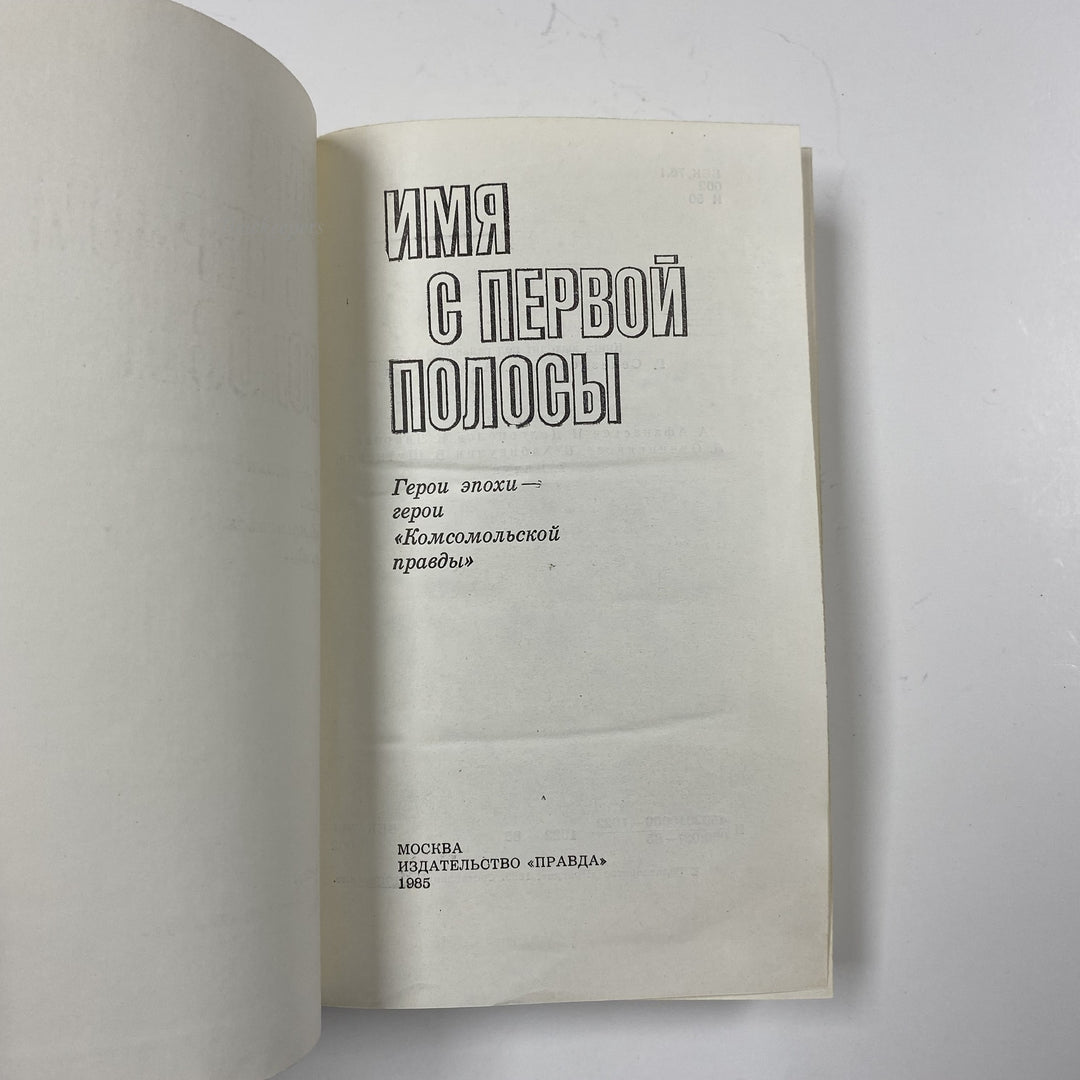 ИМЯ
С ПЕРВОЙ
ПОЛОСЫ
Герои эпохи —
герои
«Комсомольской
правды»
МОСКВА
ИЗДАТЕЛЬСТВО «ПРАВДА»
1985